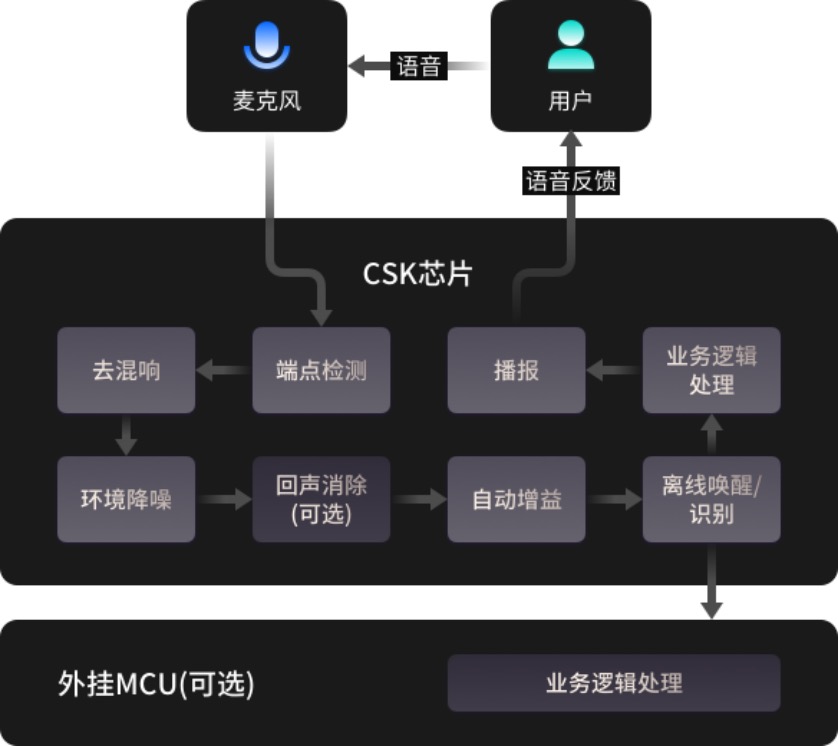 麦克风
语音
用户
语音反馈
CSK芯片
去混响
端点检测
播报
业务逻辑
处理
环境降噪
回声消除
(可选)
自动增益
离线唤醒/
识别
外挂MCU(可选)
业务逻辑处理